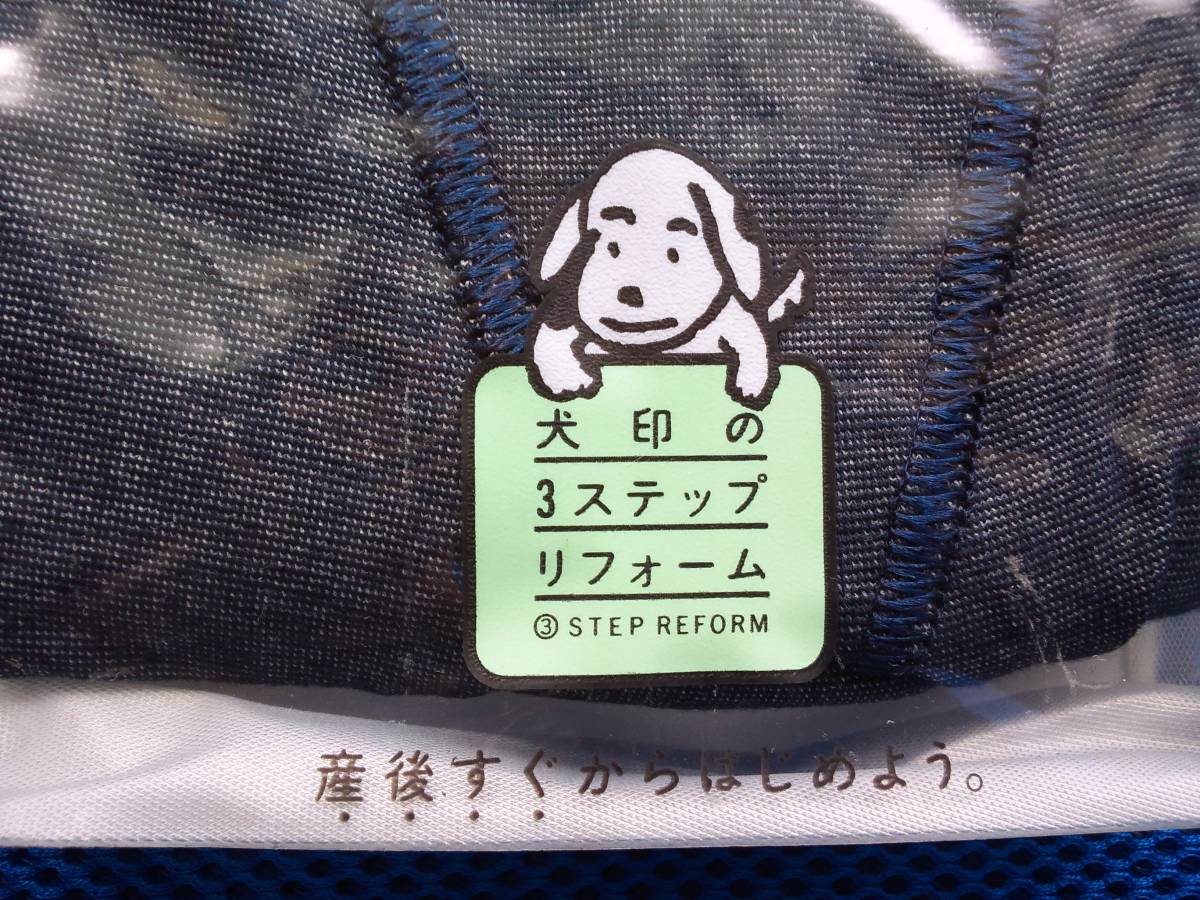 犬印の
3ステップ
リフォーム
③ STEP REFORM
産後すぐからはじめよう。